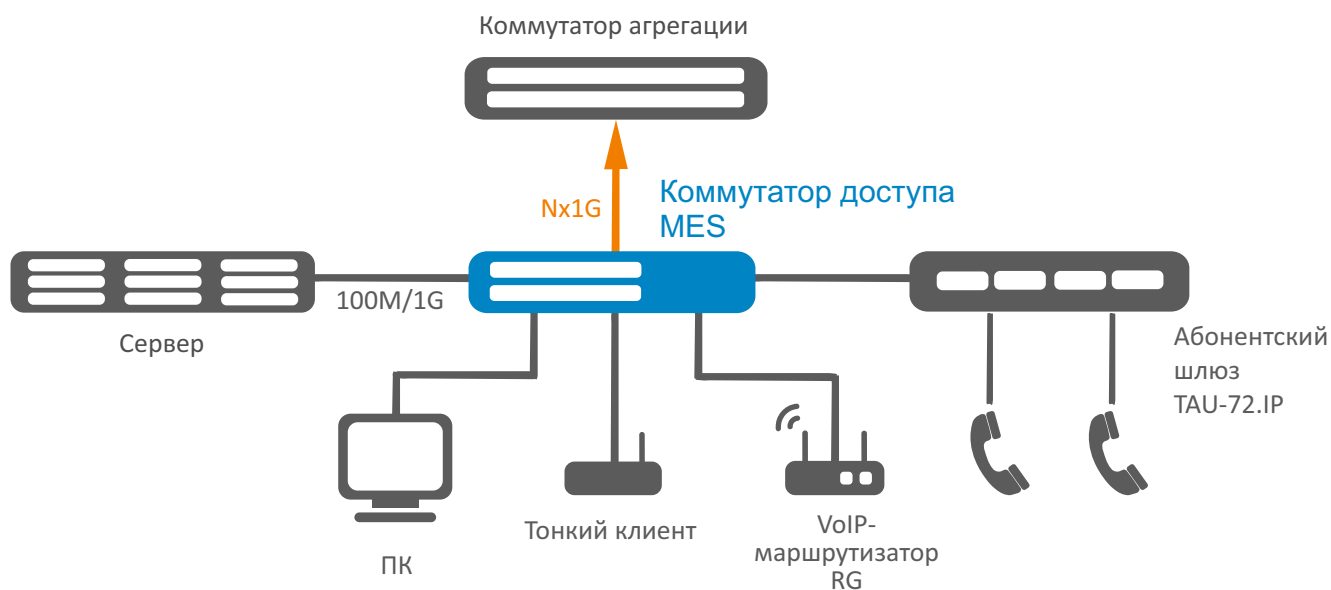 Коммутатор агрегации
Nx1G
Коммутатор доступа
MES
100M/1G
Сервер
Абонентский
шлюз
TAU-72.IP
ПК
Тонкий клиент
VoIP-
маршрутизатор
RG